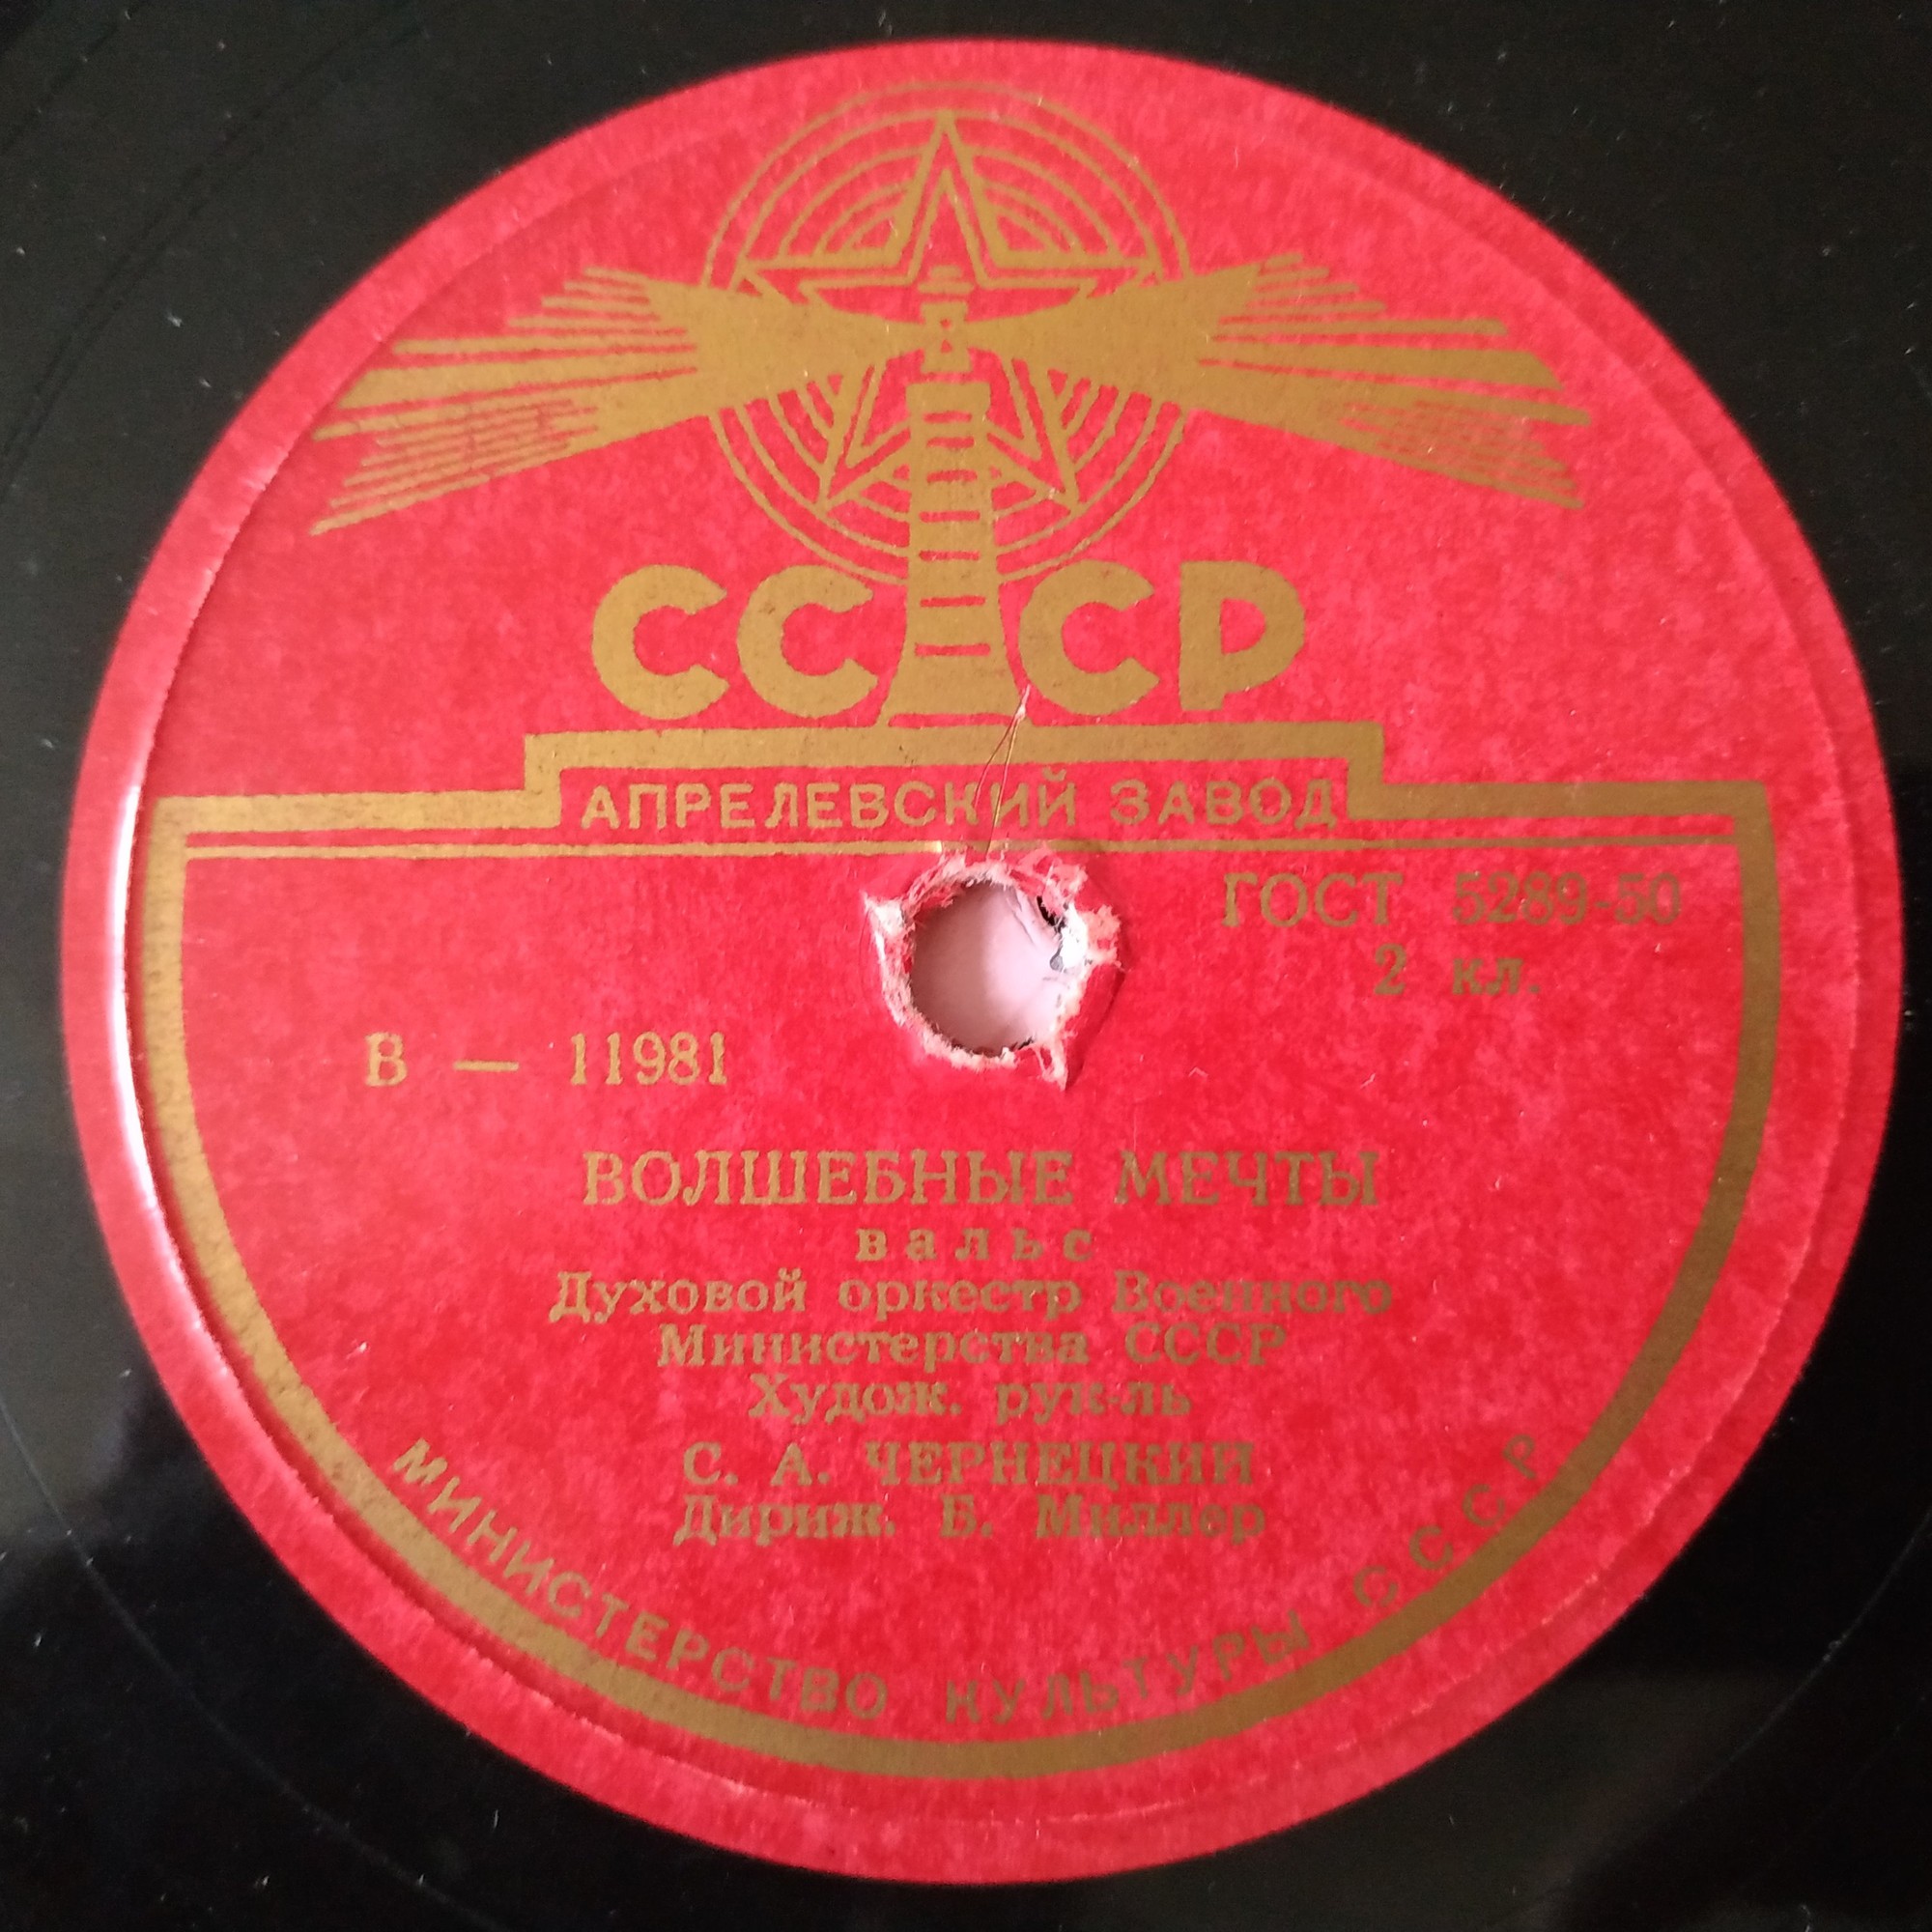 СССР
АПРЕЛЕВСКИЙ ЗАВОД
ГОСТ 5289-50
2 кл.
В — 11981
ВОЛШЕБНЫЕ МЕЧТЫ
вальс
Духовой оркестр Военного
Министерства СССР
Худож. рук-ль
С. А. ЧЕРНЕЦКИЙ
Дириж. Б. Миллер
МИНИСТЕРСТВО КУЛЬТУРЫ СССР